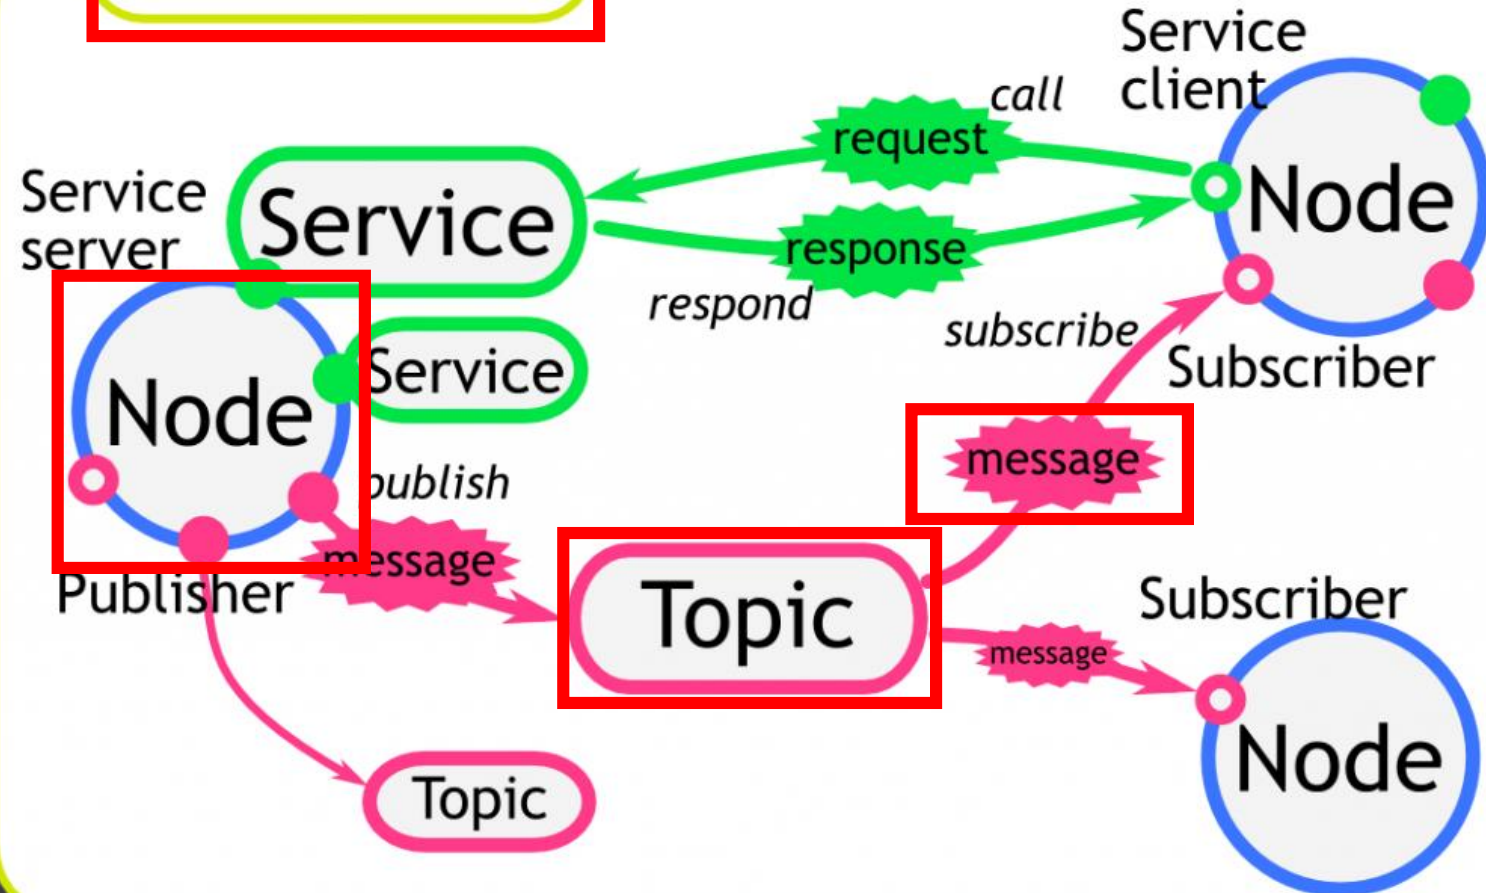 Service
client
call
request
Service
server
Service
Node
response
respond
subscribe
Subscriber
Service
Node
message
publish
message
Publisher
Topic
Subscriber
message
Node
Topic